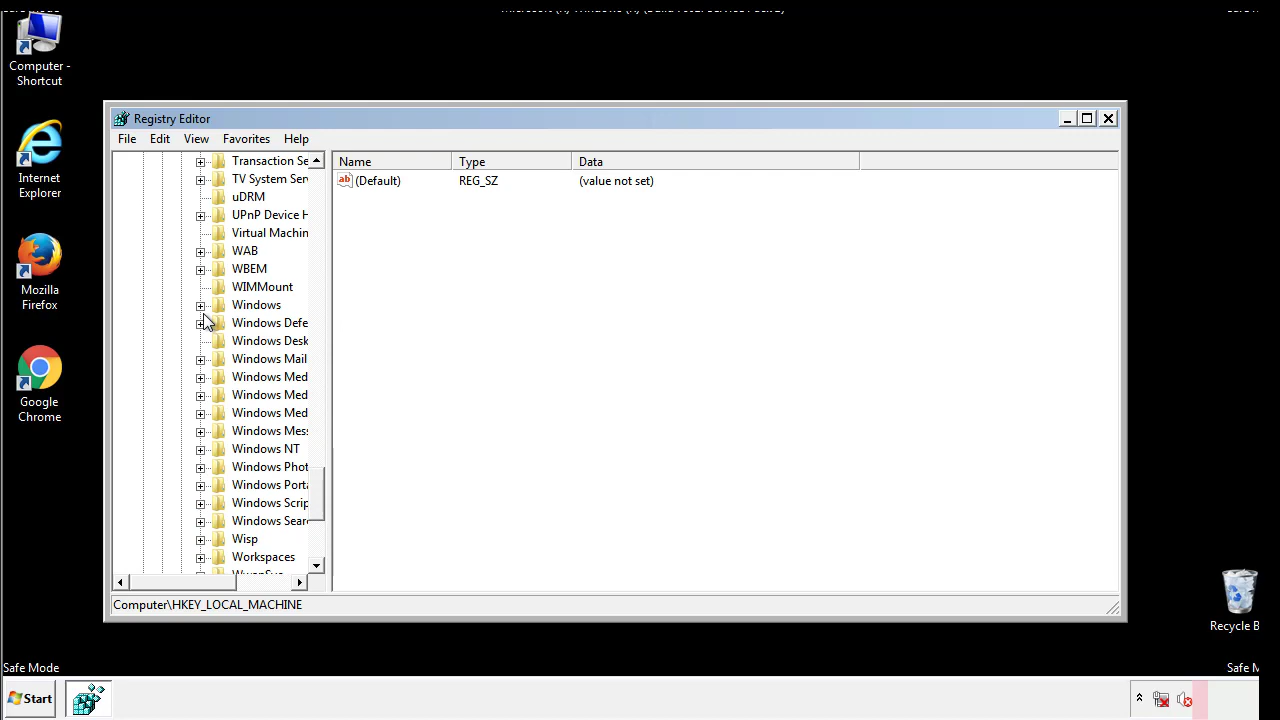 Computer -
Shortcut
Internet
Explorer
Mozilla
Firefox
Google
Chrome
Registry Editor
File Edit View Favorites Help
Transaction Se
TV System Serv
uDRM
UPnP Device H
Virtual Machin
WAB
WBEM
WIMMount
Windows
Windows Defe
Windows Desk
Windows Mail
Windows Med
Windows Med
Windows Med
Windows Mess
Windows NT
Windows Phot
Windows Porta
Windows Scrip
Windows Sear
Wisp
Workspaces
Name Type Data
(Default) REG_SZ (value not set)
Computer\HKEY_LOCAL_MACHINE
Recycle B
Safe Mode
Safe M
Start